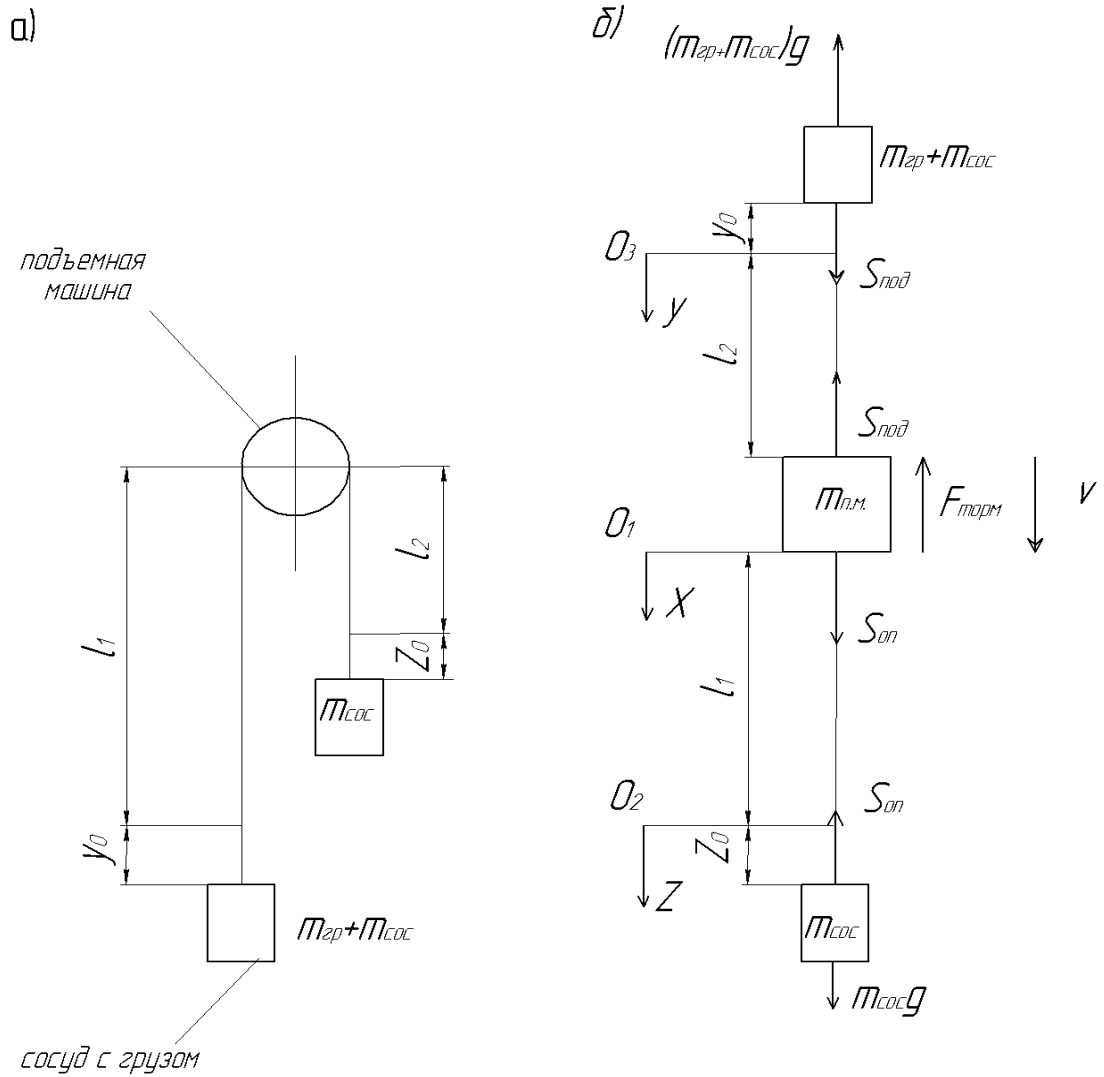 а)
подъемная
машина
l₁
l₂
Z₀
mсос
y₀
mгр+mсос
сосуд с грузом
б)
(mгр+mсос)g
mгр+mсос
y₀
O₃
Sпод
y
l₂
Sпод
mп.м.
Fторм
v
O₁
X
Sоп
l₁
O₂
Sоп
Z₀
Z
mсос
mсосg